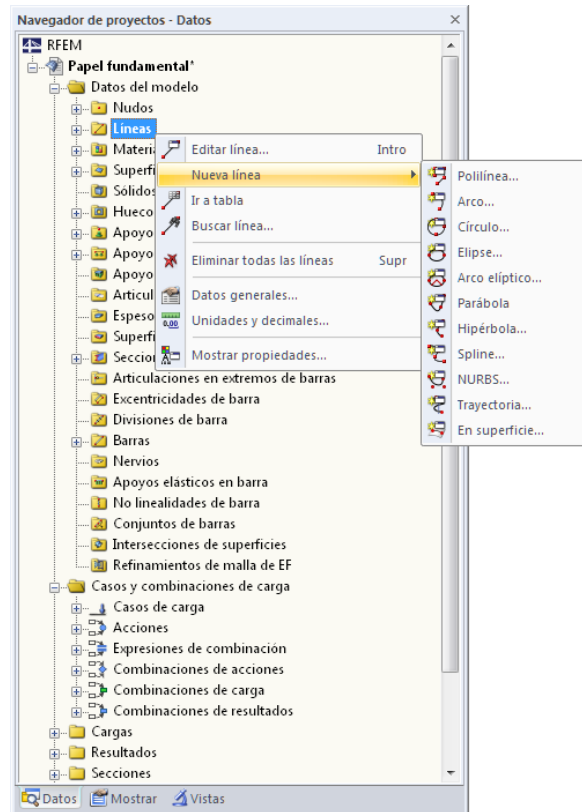 Navegador de proyectos - Datos
RFEM
Papel fundamental*
Datos del modelo
Nudos
Líneas
Materi
Superfi
Sólidos
Hueco
Apoyo
Apoyo
Apoyo
Articul
Espeso
Superfi
Seccion
Articulaciones en extremos de barras
Excentricidades de barra
Divisiones de barra
Barras
Nervios
Apoyos elásticos en barra
No linealidades de barra
Conjuntos de barras
Intersecciones de superficies
Refinamientos de malla de EF
Casos y combinaciones de carga
Casos de carga
Acciones
Expresiones de combinación
Combinaciones de acciones
Combinaciones de carga
Combinaciones de resultados
Cargas
Resultados
Secciones
Editar línea... Intro
Nueva línea
Ir a tabla
Buscar línea...
Eliminar todas las líneas Supr
Datos generales...
0,00 Unidades y decimales...
Mostrar propiedades...
Polilínea...
Arco...
Círculo...
Elipse...
Arco elíptico...
Parábola
Hipérbola...
Spline...
NURBS...
Trayectoria...
En superficie...
Datos Mostrar Vistas